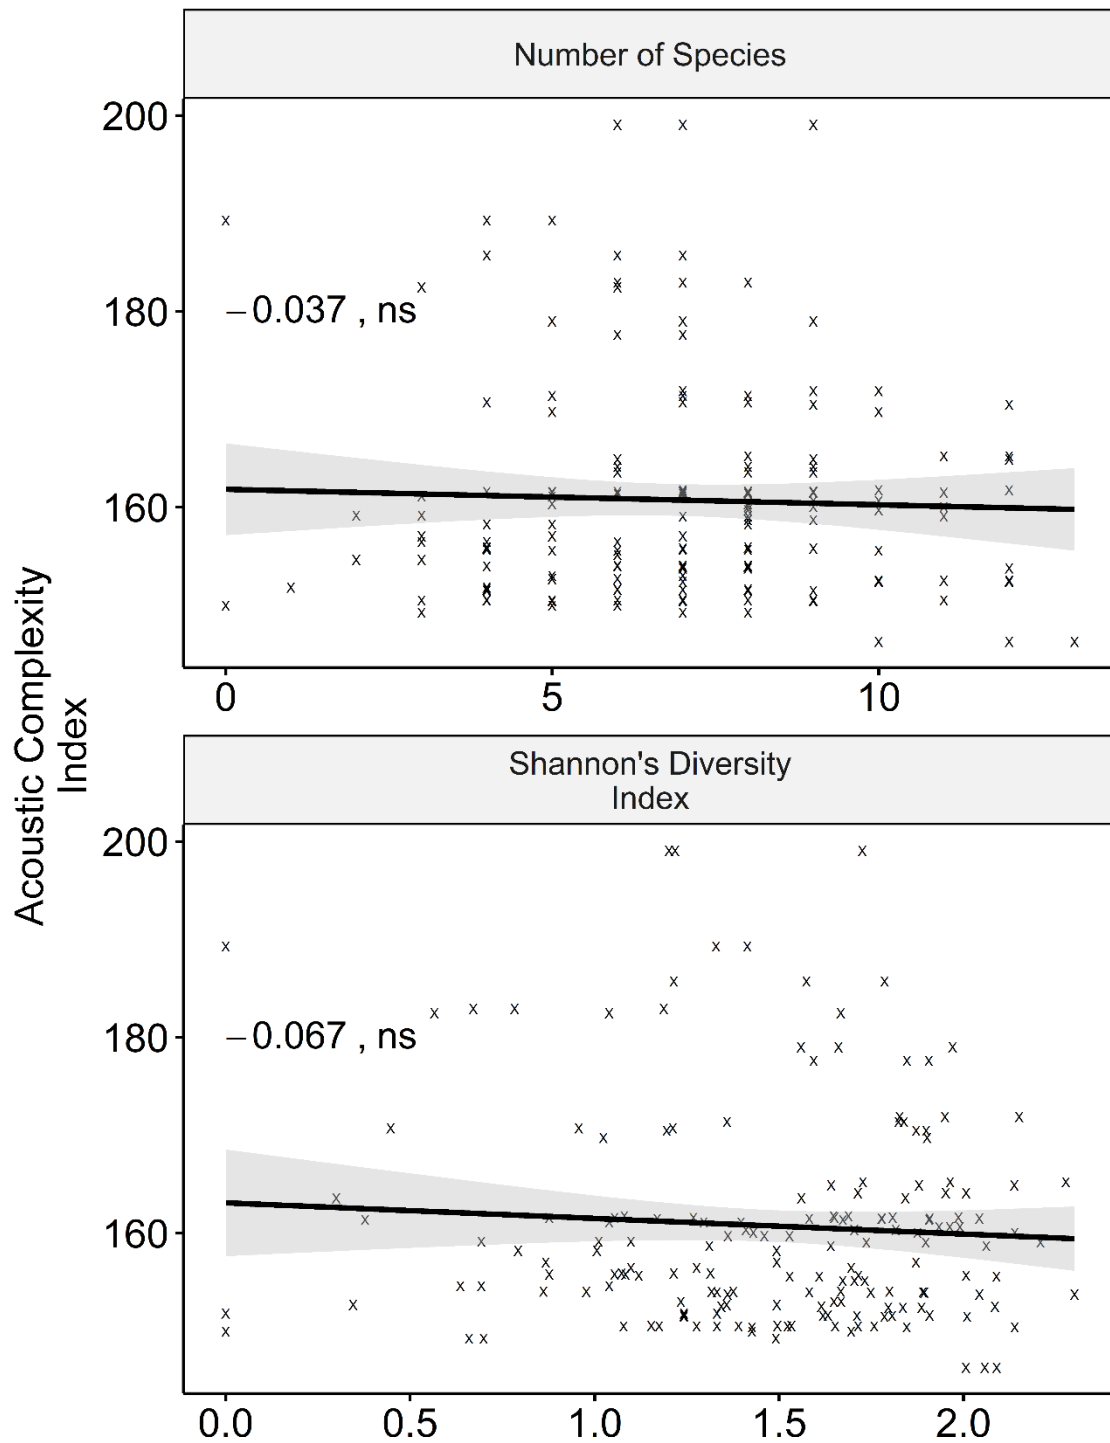 Number of Species
200
180
160
−0.037 , ns
0
5
10
Acoustic Complexity
Index
Shannon's Diversity
Index
200
180
160
−0.067 , ns
0.0
0.5
1.0
1.5
2.0